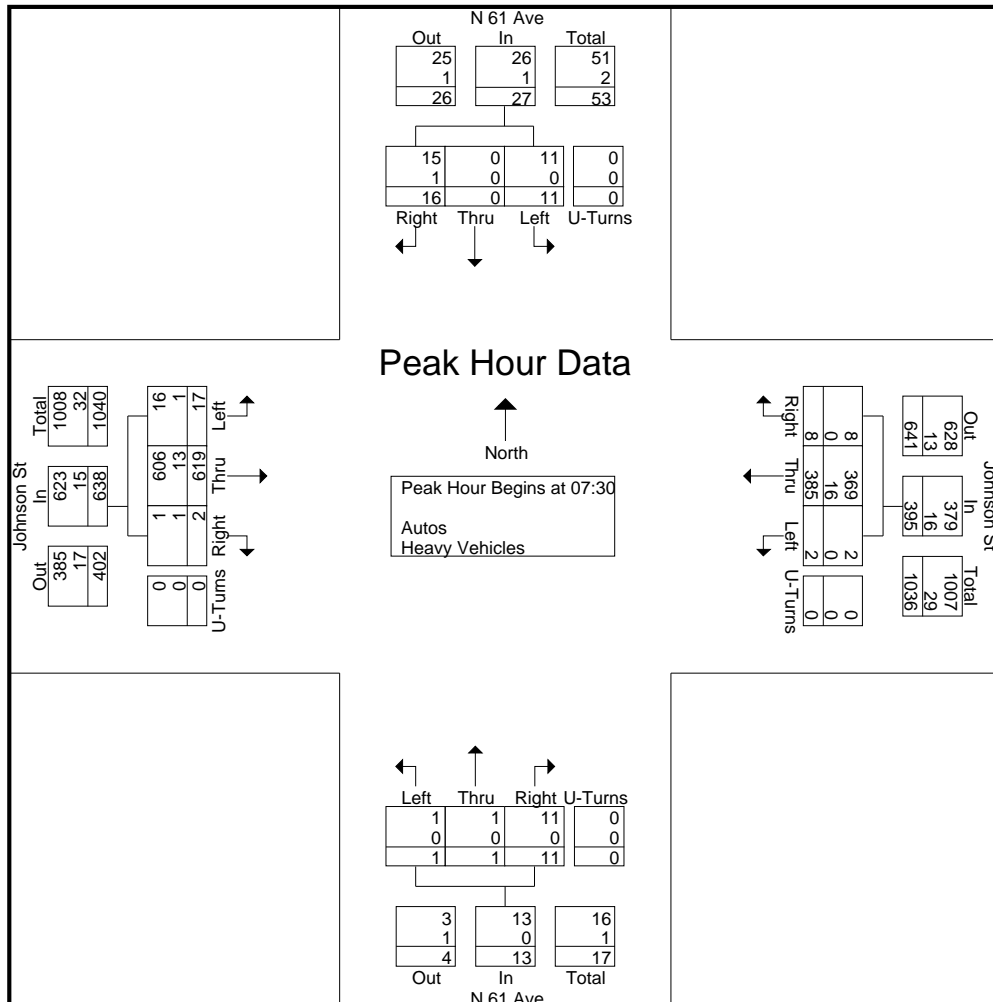 N 61 Ave
Out In Total
25 26 51
1 1 2
26 27 53
15 0 11 0
1 0 0 0
16 0 11 0
Right Thru Left U-Turns
Peak Hour Data
North
Peak Hour Begins at 07:30
Autos
Heavy Vehicles
Johnson St
Total In Out
1008 623 385
32 15 17
1040 638 402
16 606 1 0
1 13 1 0
17 619 2 0
Left Thru Right U-Turns
Johnson St
Out In Total
628 379 1007
13 16 29
641 395 1036
8 369 2 0
0 16 0 0
8 385 2 0
Right Thru Left U-Turns
Left Thru Right U-Turns
1 1 11 0
0 0 0 0
1 1 11 0
3 13 16
1 0 1
4 13 17
Out In Total
N 61 Ave